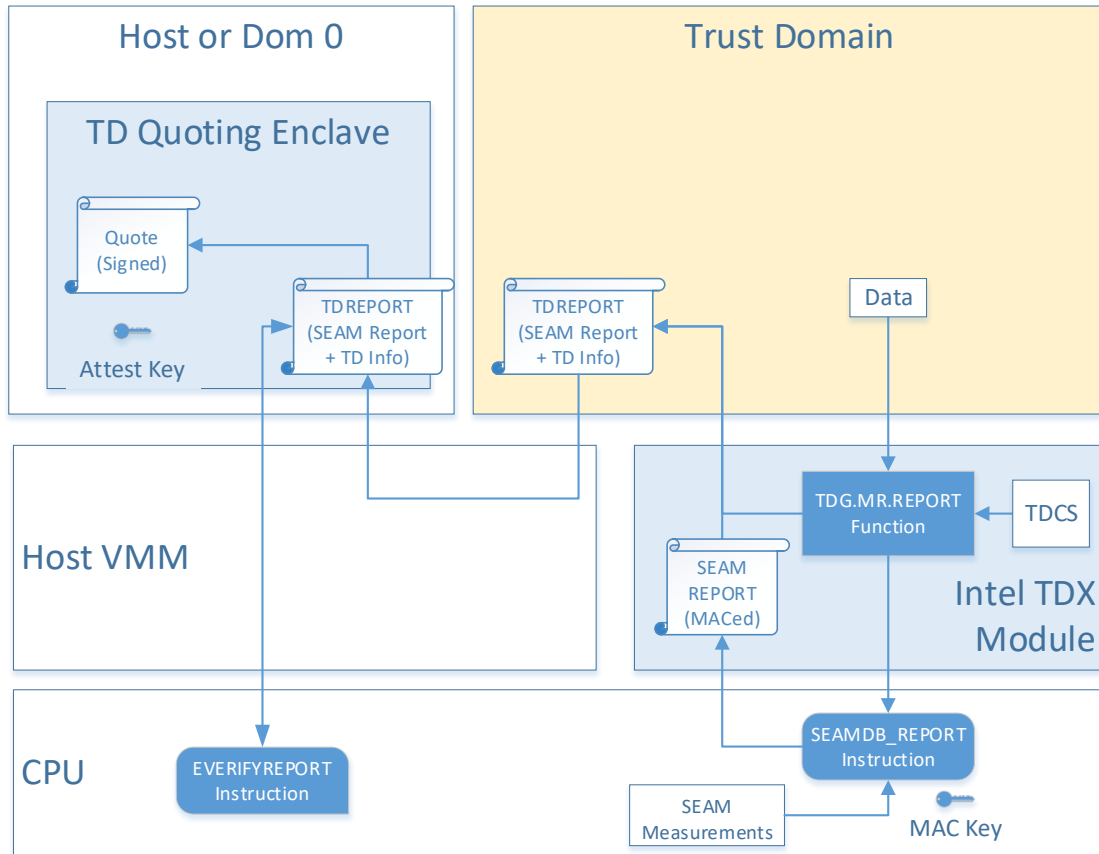 Host or Dom 0
TD Quoting Enclave
Quote
(Signed)
Attest Key
TDREPORT
(SEAM Report
+ TD Info)
Trust Domain
TDREPORT
(SEAM Report
+ TD Info)
Data
Host VMM
TDG.MR.REPORT
Function
TDCS
SEAM
REPORT
(MACed)
Intel TDX
Module
CPU
EVERIFYREPORT
Instruction
SEAMDB_REPORT
Instruction
SEAM
Measurements
MAC Key